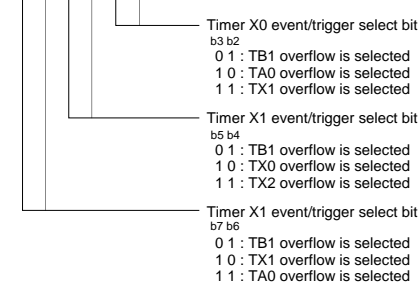 Timer X0 event/trigger select bit
b3 b2
0 1 : TB1 overflow is selected
1 0 : TA0 overflow is selected
1 1 : TX1 overflow is selected
Timer X1 event/trigger select bit
b5 b4
0 1 : TB1 overflow is selected
1 0 : TX0 overflow is selected
1 1 : TX2 overflow is selected
Timer X1 event/trigger select bit
b7 b6
0 1 : TB1 overflow is selected
1 0 : TX1 overflow is selected
1 1 : TA0 overflow is selected